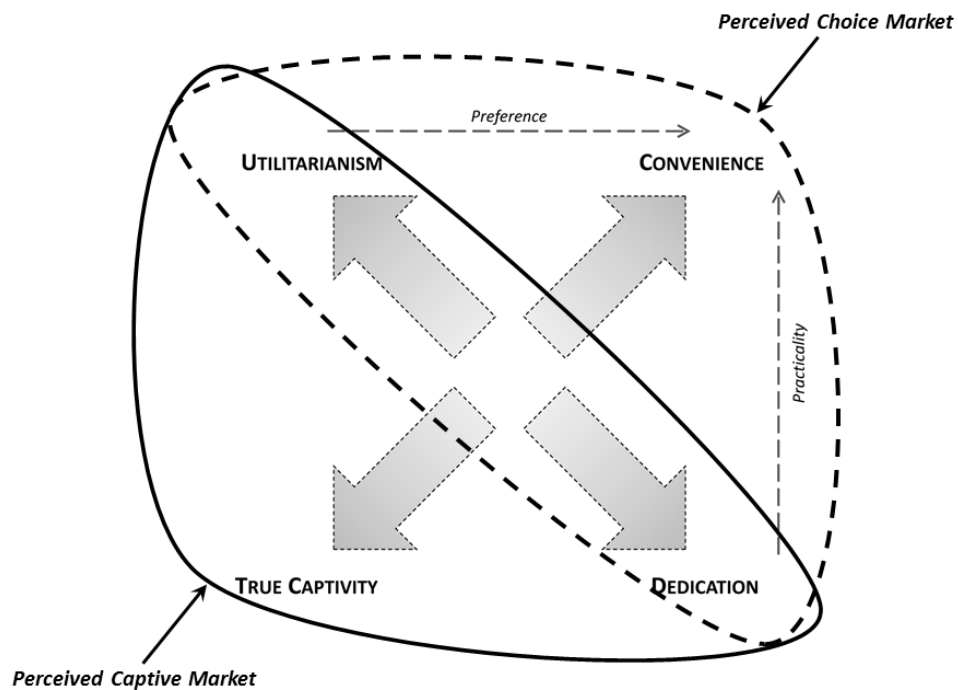 Perceived Choice Market
Preference
UTILITARIANISM
CONVENIENCE
Practicality
TRUE CAPTIVITY
DEDICATION
Perceived Captive Market